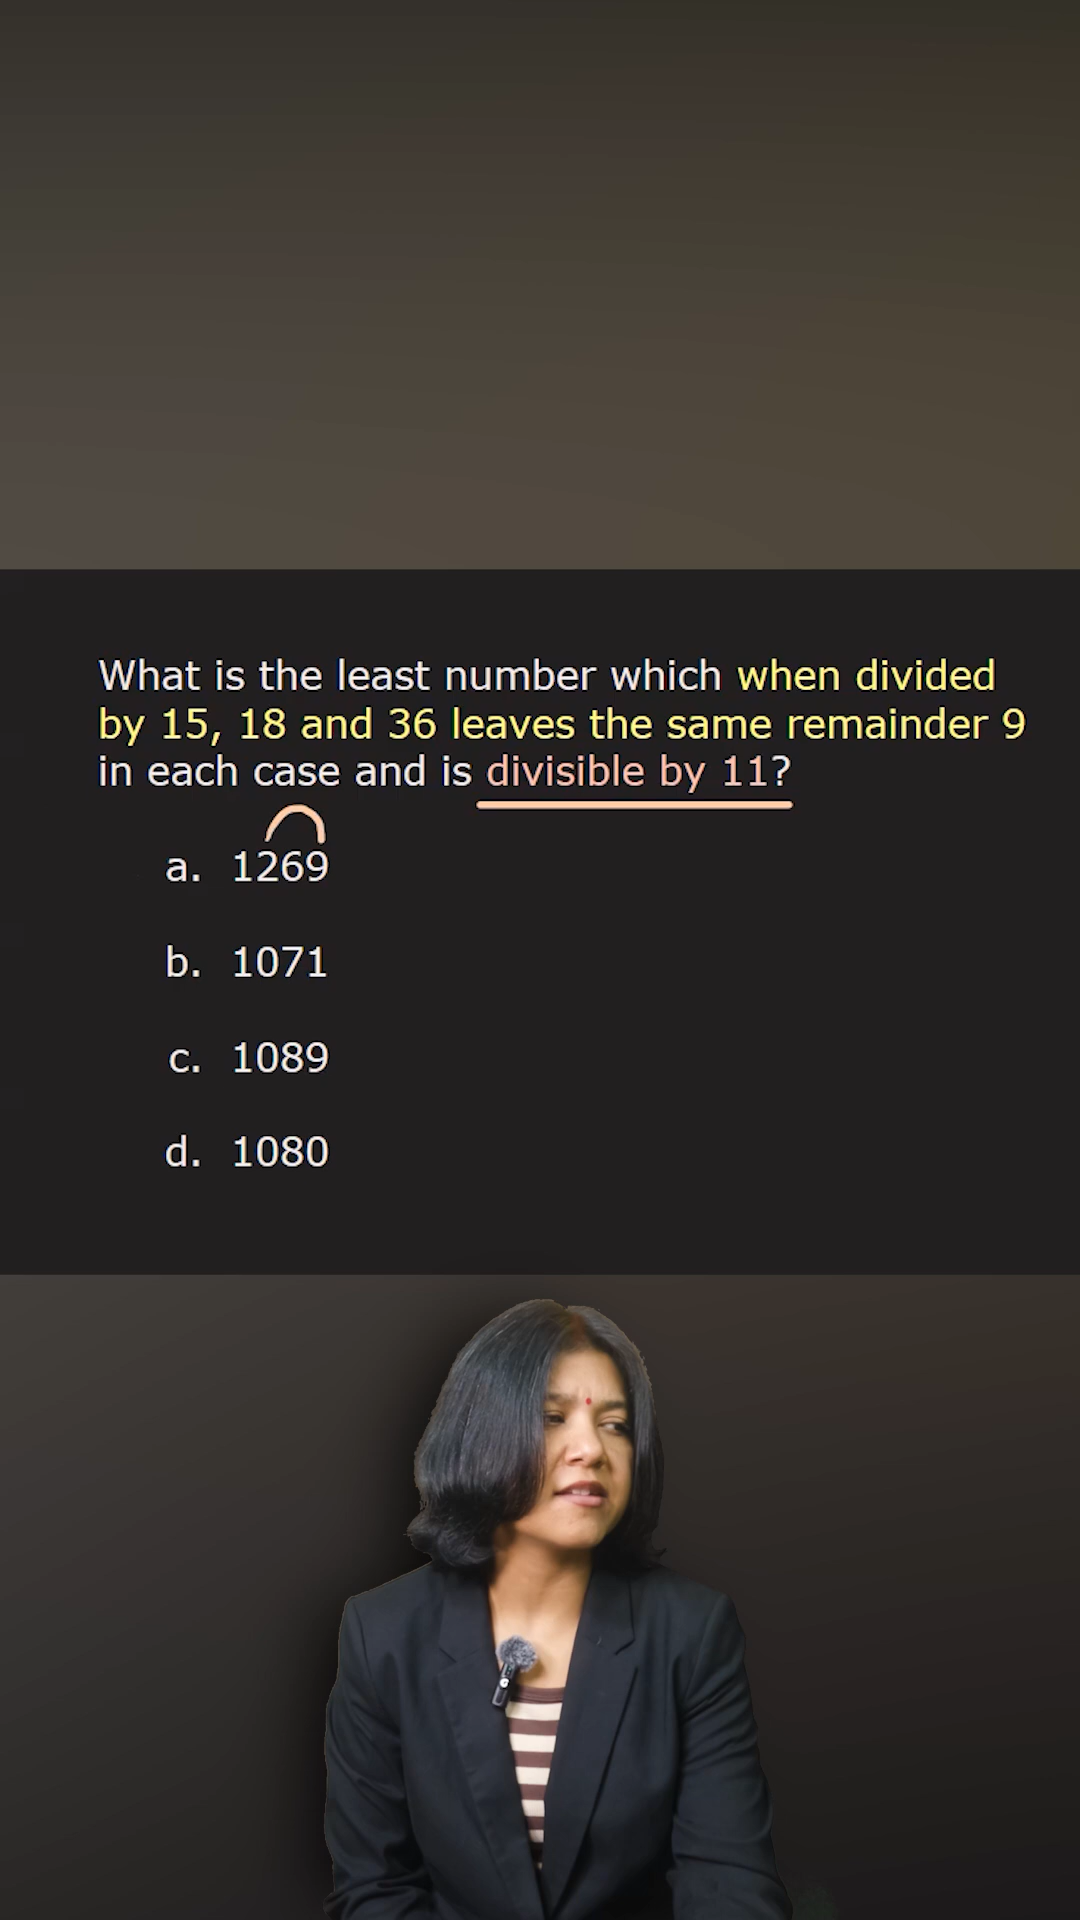 What is the least number which when divided
by 15, 18 and 36 leaves the same remainder 9
in each case and is divisible by 11?
a. 1269
b. 1071
c. 1089
d. 1080